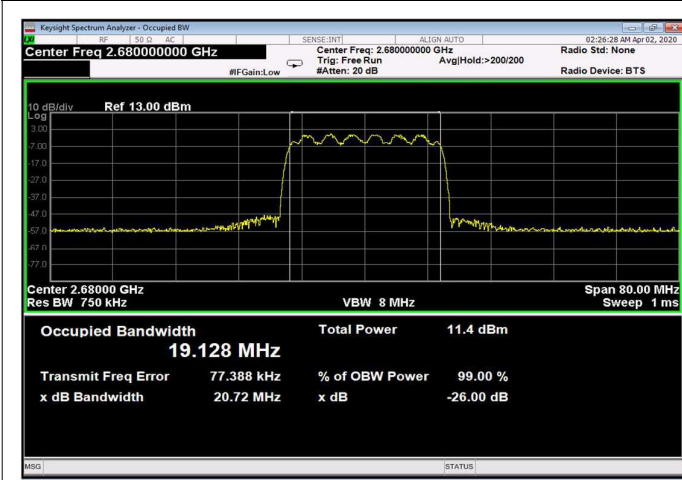 Keysight Spectrum Analyzer - Occupied BW
LXI RF 50 Ω AC SENSE:INT ALIGN AUTO 02:26:28 AM Apr 02, 2020
Center Freq 2.680000000 GHz Center Freq: 2.680000000 GHz Radio Std: None
Trig: Free Run Avg|Hold:>200/200
#IFGain:Low #Atten: 20 dB Radio Device: BTS
10 dB/div Ref 13.00 dBm
Log
3.00
-7.00
-17.0
-27.0
-37.0
-47.0
-57.0
-67.0
-77.0
Center 2.68000 GHz Span 80.00 MHz
Res BW 750 kHz VBW 8 MHz Sweep 1 ms
Occupied Bandwidth Total Power 11.4 dBm
19.128 MHz
Transmit Freq Error 77.388 kHz % of OBW Power 99.00 %
x dB Bandwidth 20.72 MHz x dB -26.00 dB
MSG STATUS